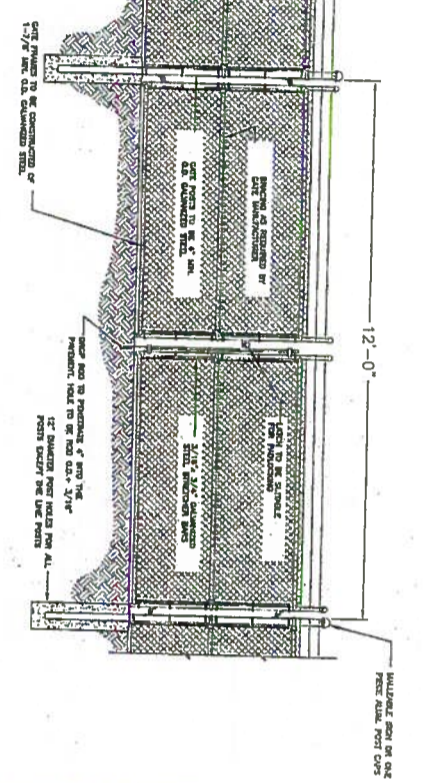 12'-0"
MALLEABLE IRON OR ONE
PIECE ALUM. POST CAPS
BRACING AS REQUIRED BY
GATE MANUFACTURER
LATCH TO BE SUITABLE
FOR PADLOCKING
GATE POSTS TO BE 4" MIN.
O.D. GALVANIZED STEEL
3/16" X 3/4" GALVANIZED
STEEL STRETCHER BARS
GATE FRAMES TO BE CONSTRUCTED OF
1-7/8" MIN. O.D. GALVANIZED STEEL
DROP ROD TO PENETRATE 4" INTO THE
PAVEMENT. HOLE TO BE ROD O.D.+ 3/16"
12" DIAMETER POST HOLES FOR ALL
POSTS EXCEPT THE LINE POSTS